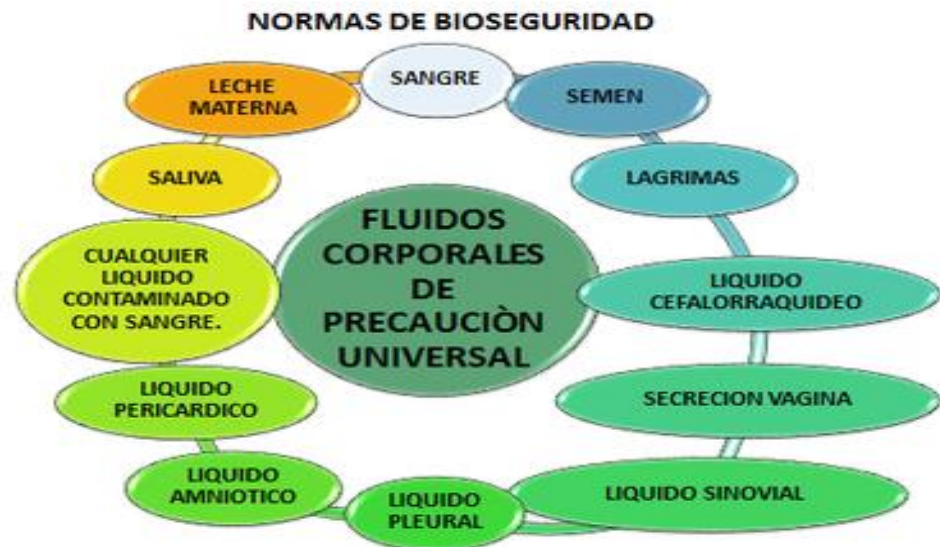 NORMAS DE BIOSEGURIDAD
SANGRE
SEMEN
LAGRIMAS
LIQUIDO
CEFALORRAQUIDEO
SECRECION VAGINA
LIQUIDO SINOVIAL
LIQUIDO
PLEURAL
LIQUIDO
AMNIOTICO
LIQUIDO
PERICARDICO
CUALQUIER
LIQUIDO
CONTAMINADO
CON SANGRE.
SALIVA
LECHE
MATERNA
FLUIDOS
CORPORALES
DE
PRECAUCIÒN
UNIVERSAL